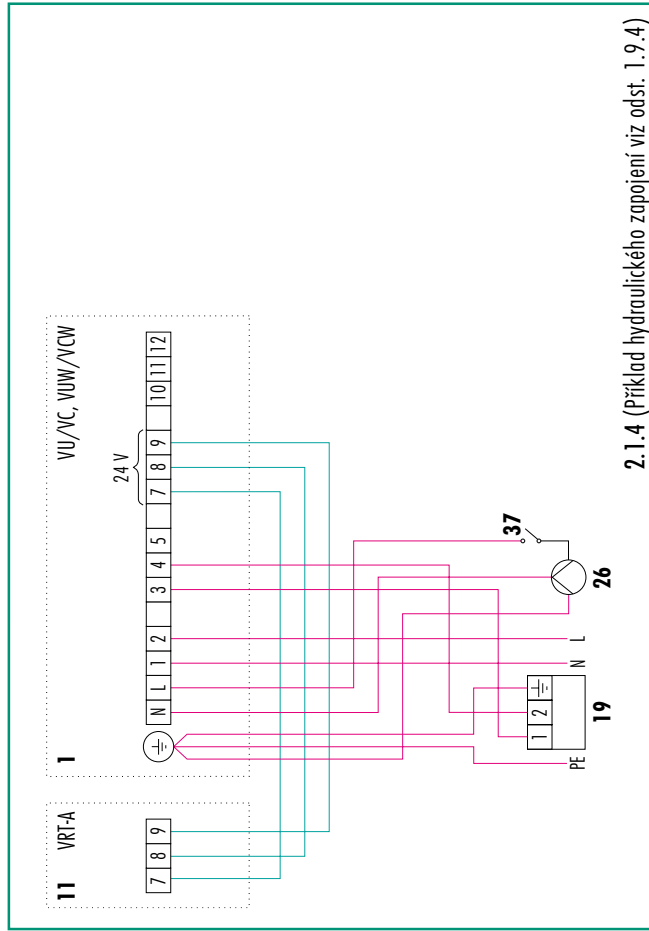 11 VRT-A
7 8 9
1
VU/VC, VUW/VCW
24 V
N L 1 2 3 4 5 7 8 9 10 11 12
37
26
PE
1 2
19
N L
2.1.4 (Příklad hydraulického zapojení viz odst. 1.9.4)